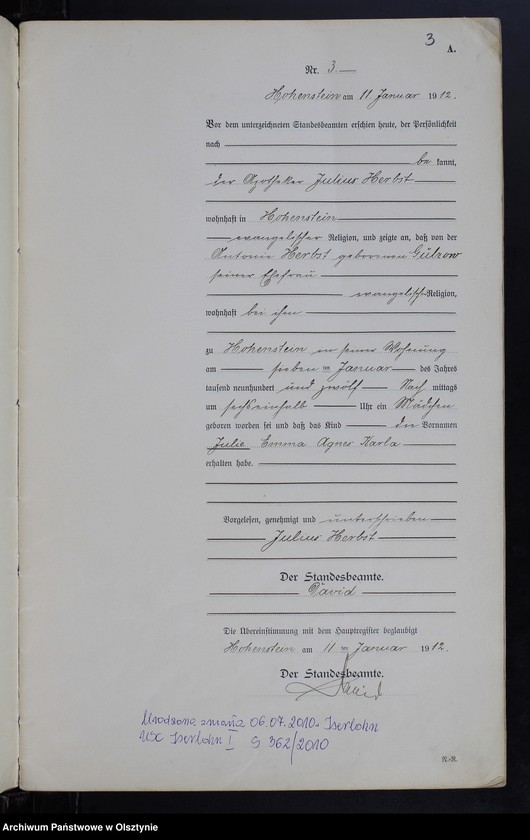 3
A.
Nr. 3.
Hohenstein am 11. Januar 1912.
Vor dem unterzeichneten Standesbeamten erschien heute, der Persönlichkeit
nach
be kannt,
der Apotheker Julius Herbst
wohnhaft in Hohenstein
evangelischer Religion, und zeigte an, daß von der
Antonie Herbst geborenen Gülzow
seiner Ehefrau
evangelischer Religion,
wohnhaft bei ihm
zu Hohenstein in seiner Wohnung
am sieben ten Januar des Jahres
tausend neunhundert und zwölf Nach mittags
um sechseinhalb Uhr ein Mädchen
geboren worden sei und daß das Kind die Vornamen
Julie Emma Agnes Karla
erhalten habe.
Vorgelesen, genehmigt und unterschrieben
Julius Herbst
Der Standesbeamte.
David
Die Übereinstimmung mit dem Hauptregister beglaubigt
Hohenstein am 11 ten Januar 1912.
Der Standesbeamte.
David
Urodzona zmarła 06.07.2010r. Iserlohn
USC Iserlohn I S 362/2010
R.-R.
Archiwum Państwowe w Olsztynie